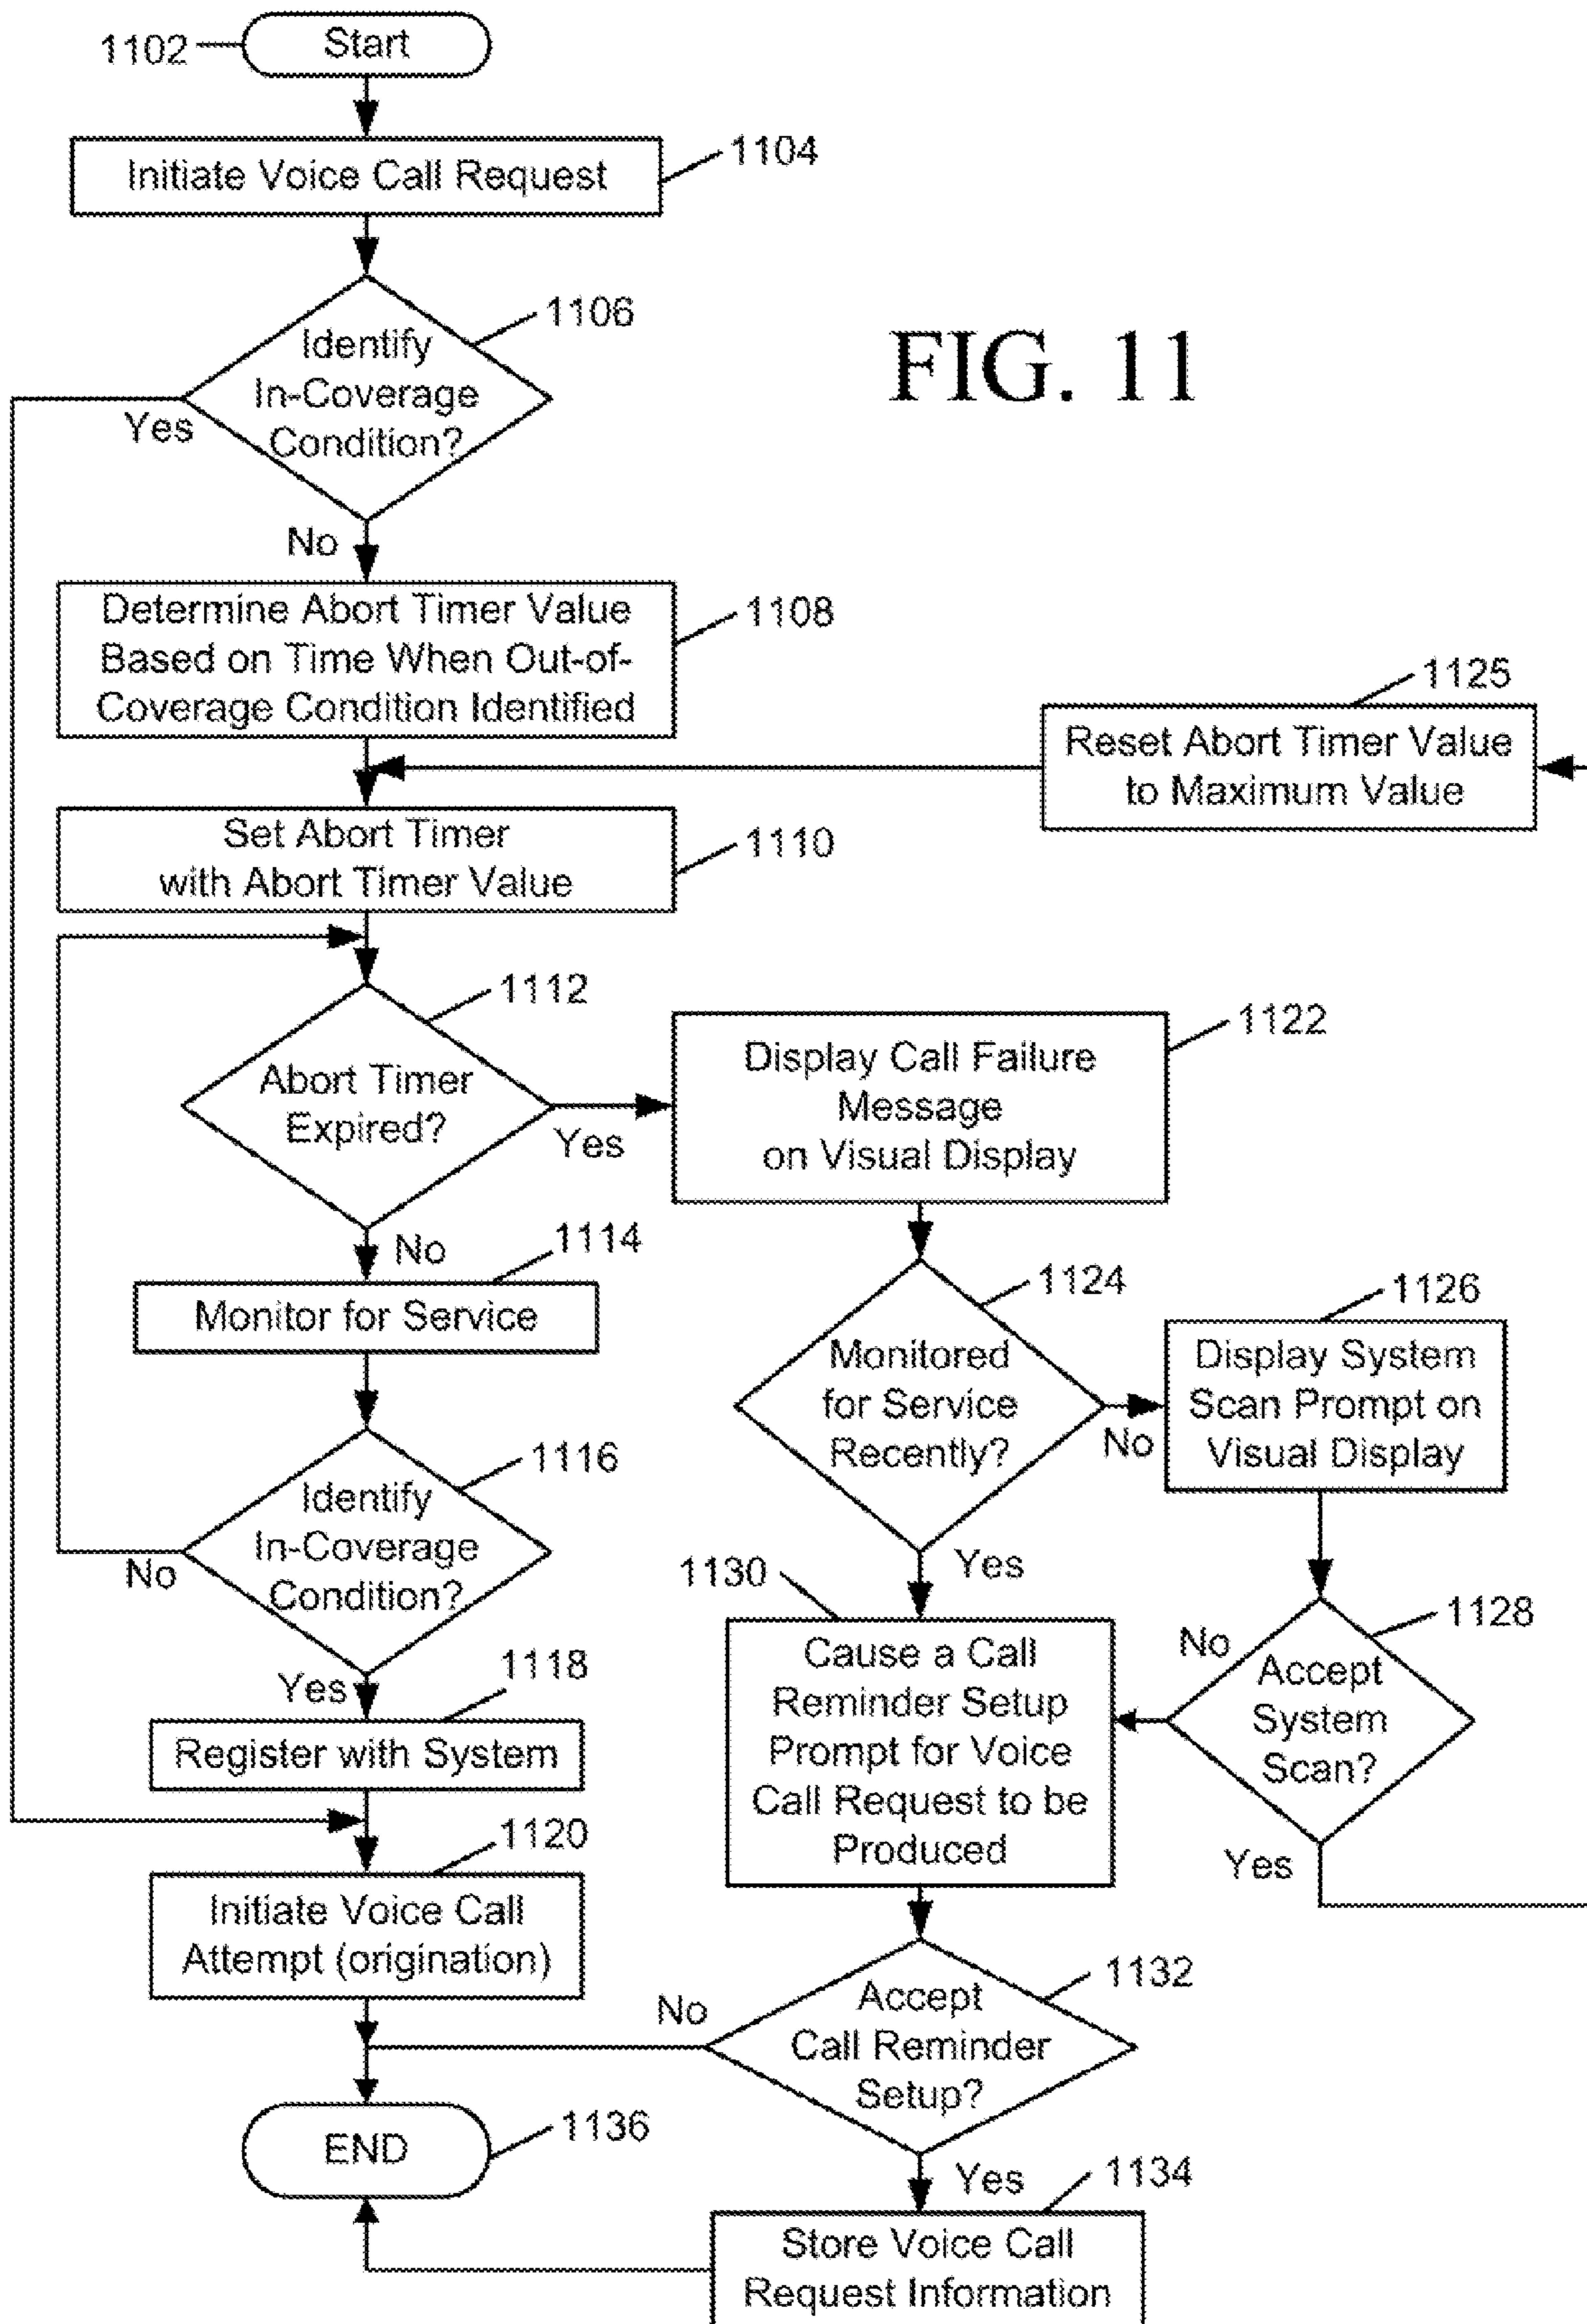 1102
Start
Initiate Voice Call Request
1104
1106
Identify
In-Coverage
Condition?
Yes
No
FIG. 11
Determine Abort Timer Value
Based on Time When Out-of-
Coverage Condition Identified
1108
1125
Reset Abort Timer Value
to Maximum Value
Set Abort Timer
with Abort Timer Value
1110
1112
Abort Timer
Expired?
Yes
No
1122
Display Call Failure
Message
on Visual Display
1114
Monitor for Service
1124
Monitored
for Service
Recently?
No
Yes
1126
Display System
Scan Prompt on
Visual Display
1116
Identify
In-Coverage
Condition?
No
Yes
1128
No
Accept
System
Scan?
Yes
1130
Cause a Call
Reminder Setup
Prompt for Voice
Call Request to be
Produced
1118
Register with System
1120
Initiate Voice Call
Attempt (origination)
1132
No
Accept
Call Reminder
Setup?
Yes
END
1136
1134
Store Voice Call
Request Information